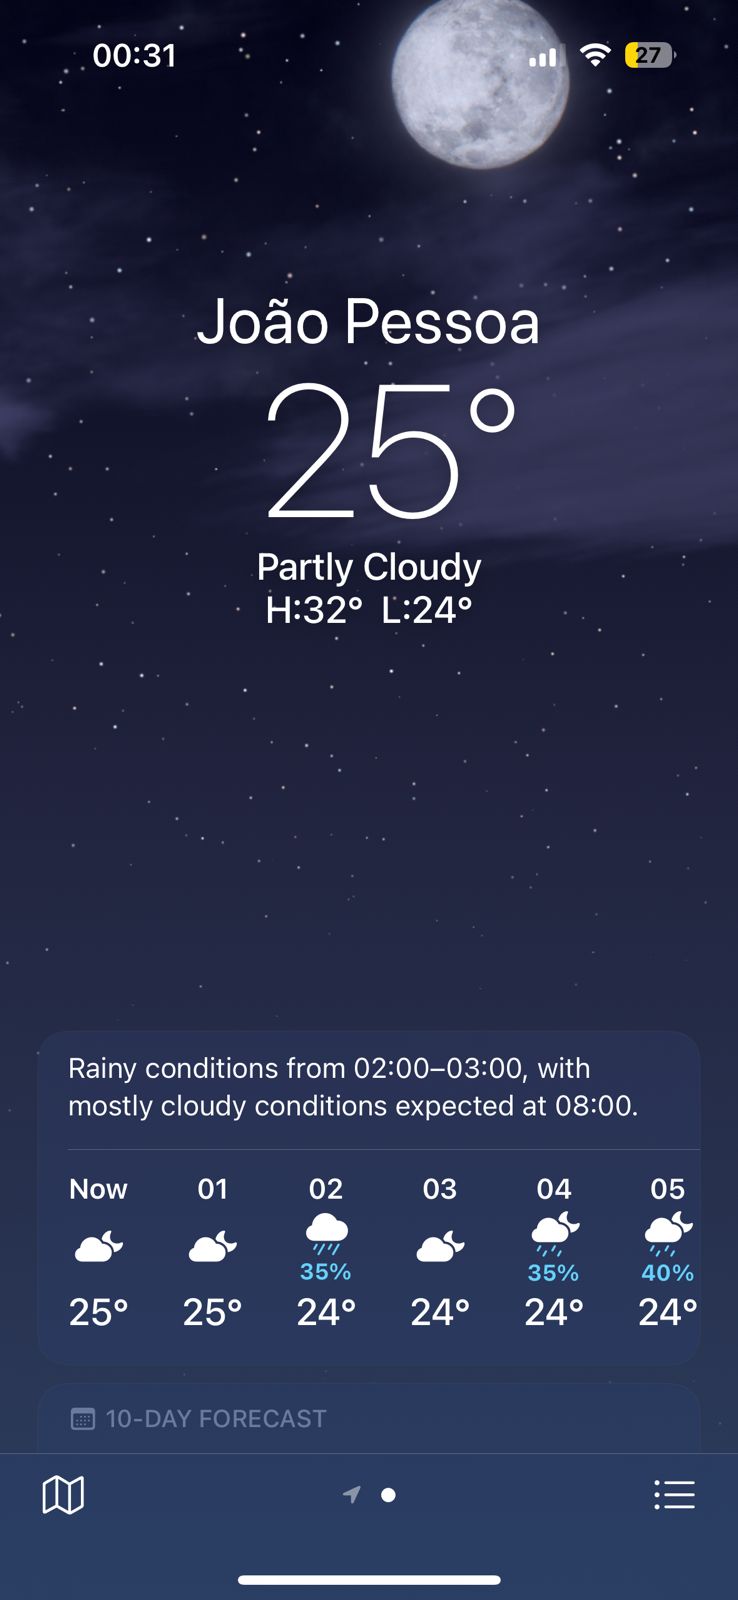 00:31
27
João Pessoa
25°
Partly Cloudy
H:32° L:24°
Rainy conditions from 02:00–03:00, with
mostly cloudy conditions expected at 08:00.
Now 01 02 03 04 05
35% 35% 40%
25° 25° 24° 24° 24° 24°
10-DAY FORECAST